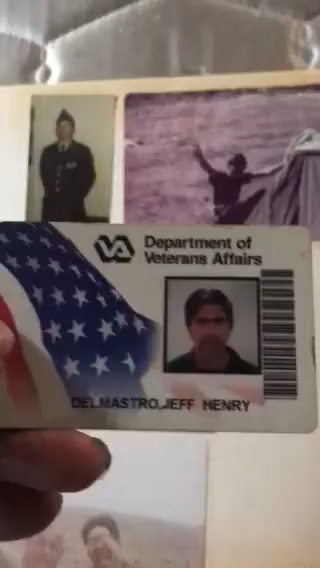 VA
Department of
Veterans Affairs
DELMASTRO,JEFF HENRY